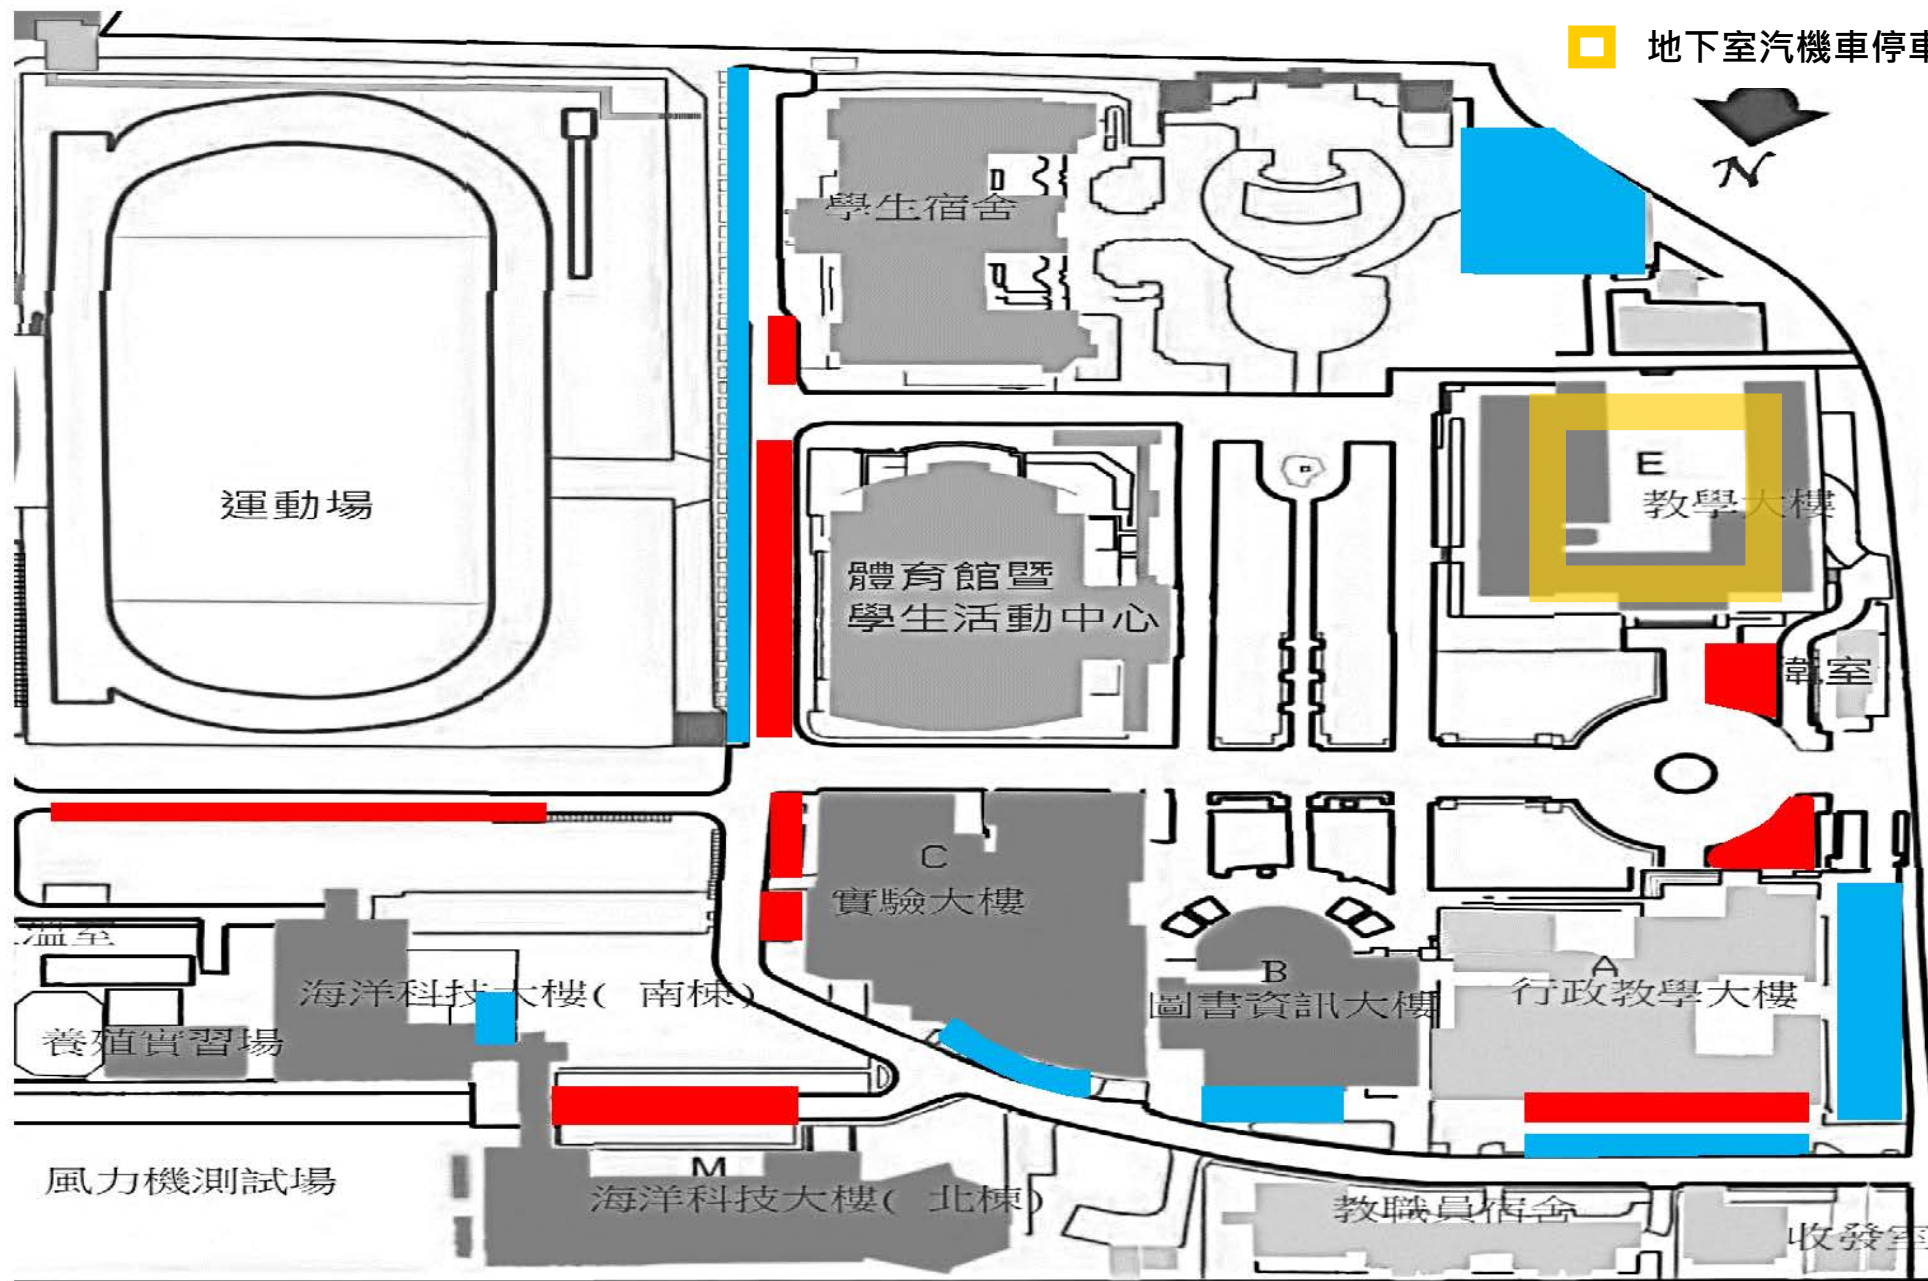 地下室汽機車停車
N
學生宿舍
E
教學大樓
運動場
體育館暨
學生活動中心
韋室
C
實驗大樓
溫室
B
A
海洋科技大樓( 南棟)
圖書資訊大樓
行政教學大樓
養殖實習場
風力機測試場
M
海洋科技大樓( 北棟)
教職員宿舍
收發室